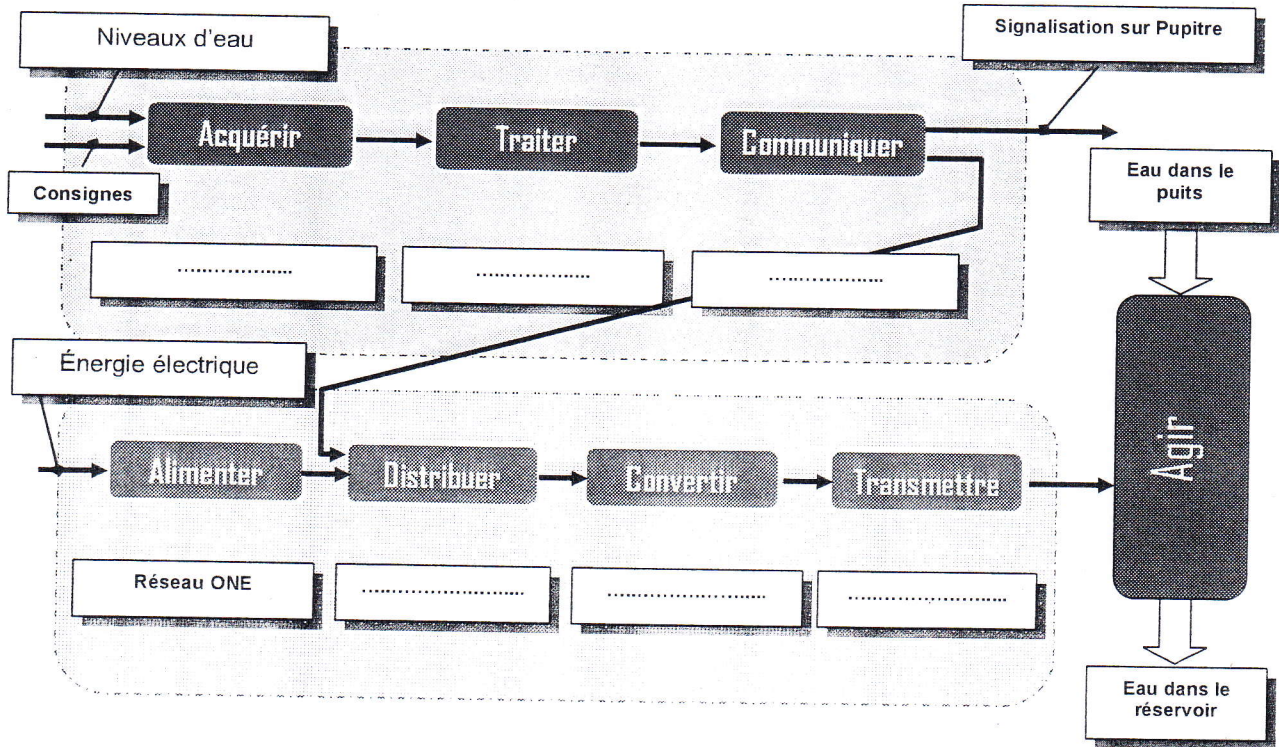 Niveaux d'eau
Signalisation sur Pupitre
Acquérir
Traiter
Communiquer
Consignes
Eau dans le
puits
....................
....................
....................
Énergie électrique
Agir
Alimenter
Distribuer
Convertir
Transmettre
Réseau ONE
............................
............................
............................
Eau dans le
réservoir